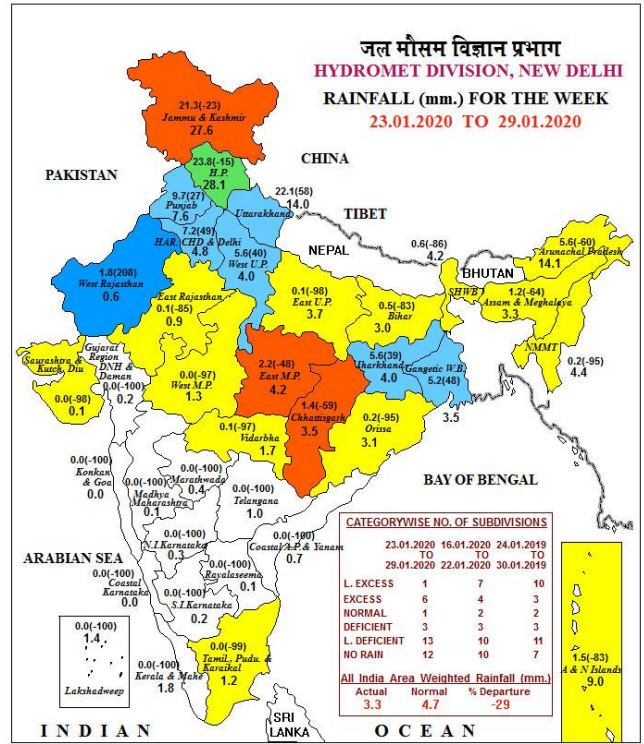 जल मौसम विज्ञान प्रभाग
HYDROMET DIVISION, NEW DELHI
RAINFALL (mm.) FOR THE WEEK
23.01.2020 TO 29.01.2020
21.3(-23)
Jammu & Kashmir
27.6
CHINA
PAKISTAN
23.8(-15)
H.P.
28.1
9.7(27)
Punjab
7.6
22.1(58)
Uttarakhand
14.0
TIBET
7.2(49)
HAR. CHD & Delhi
4.8
5.6(40)
West U.P.
4.0
NEPAL
0.6(-86)
4.2
BHUTAN
5.6(-60)
Arunachal Pradesh
14.1
1.8(208)
West Rajasthan
0.6
East Rajasthan
0.1(-85)
0.9
0.1(-98)
East U.P.
3.7
0.5(-83)
Bihar
3.0
SHWB
1.2(-64)
Assam & Meghalaya
3.3
NMMT
0.2(-95)
4.4
Saurashtra &
Kutch, Diu
0.0(-98)
0.1
Gujarat
Region
DNH &
Daman
0.0(-100)
0.2
0.0(-97)
West M.P.
1.3
2.2(-48)
East M.P.
4.2
5.6(39)
Jharkhand
4.0
Gangetic W.B.
5.2(48)
3.5
1.4(-59)
Chhattisgarh
3.5
0.2(-95)
Orissa
3.1
0.1(-97)
Vidarbha
1.7
0.0(-100)
Konkan
& Goa
0.0
0.0(-100)
Madhya
Maharashtra
0.1
0.0(-100)
Marathwada
0.4
0.0(-100)
Telangana
1.0
BAY OF BENGAL
0.0(-100)
Coastal A.P. & Yanam
0.7
ARABIAN SEA
0.0(-100)
N.I.Karnataka
0.3
0.0(-100)
Rayalaseema
0.1
0.0(-100)
Coastal
Karnataka
0.0
0.0(-100)
S.I.Karnataka
0.2
0.0(-100)
1.4
Lakshadweep
0.0(-100)
Kerala & Mahe
1.8
0.0(-99)
Tamil, Pudu. &
Karaikal
1.2
SRI
LANKA
CATEGORYWISE NO. OF SUBDIVISIONS
23.01.2020 16.01.2020 24.01.2019
TO TO TO
29.01.2020 22.01.2020 30.01.2019
L. EXCESS 1 7 10
EXCESS 6 4 3
NORMAL 1 2 2
DEFICIENT 3 3 3
L. DEFICIENT 13 10 11
NO RAIN 12 10 7
All India Area Weighted Rainfall (mm.)
Actual Normal % Departure
3.3 4.7 -29
1.5(-83)
A & N Islands
9.0
INDIAN OCEAN